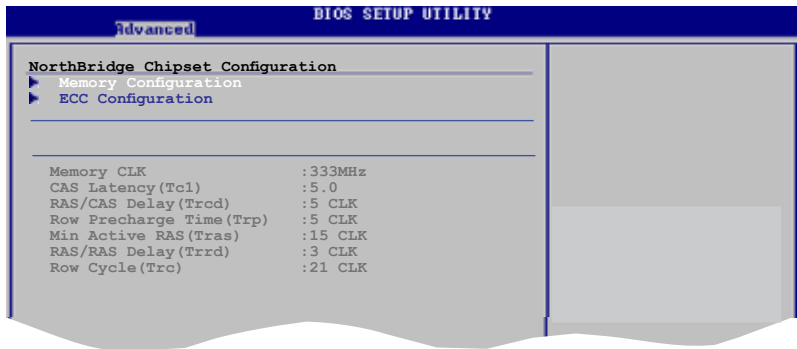 BIOS SETUP UTILITY
Advanced
NorthBridge Chipset Configuration
Memory Configuration
ECC Configuration
Memory CLK :333MHz
CAS Latency(Tcl) :5.0
RAS/CAS Delay(Trcd) :5 CLK
Row Precharge Time(Trp) :5 CLK
Min Active RAS(Tras) :15 CLK
RAS/RAS Delay(Trrd) :3 CLK
Row Cycle(Trc) :21 CLK